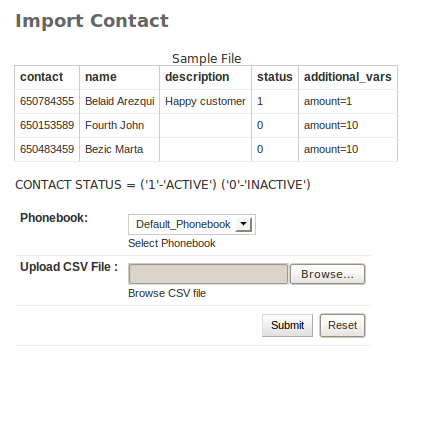 Import Contact
Sample File
contact name description status additional_vars
650784355 Belaid Arezqui Happy customer 1 amount=1
650153589 Fourth John 0 amount=10
650483459 Bezic Marta 0 amount=10
CONTACT STATUS = ('1'-'ACTIVE') ('0'-'INACTIVE')
Phonebook: Default_Phonebook
Select Phonebook
Upload CSV File : Browse...
Browse CSV file
Submit Reset